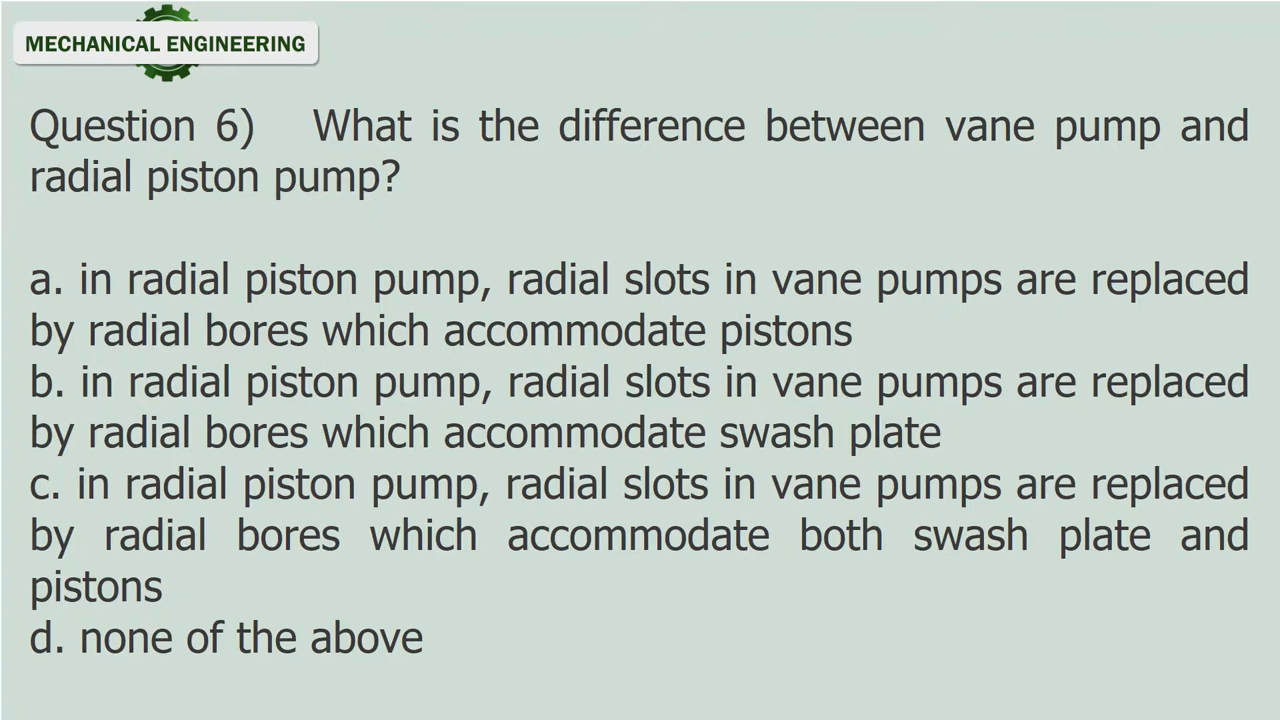 MECHANICAL ENGINEERING
Question 6) What is the difference between vane pump and
radial piston pump?
a. in radial piston pump, radial slots in vane pumps are replaced
by radial bores which accommodate pistons
b. in radial piston pump, radial slots in vane pumps are replaced
by radial bores which accommodate swash plate
c. in radial piston pump, radial slots in vane pumps are replaced
by radial bores which accommodate both swash plate and
pistons
d. none of the above